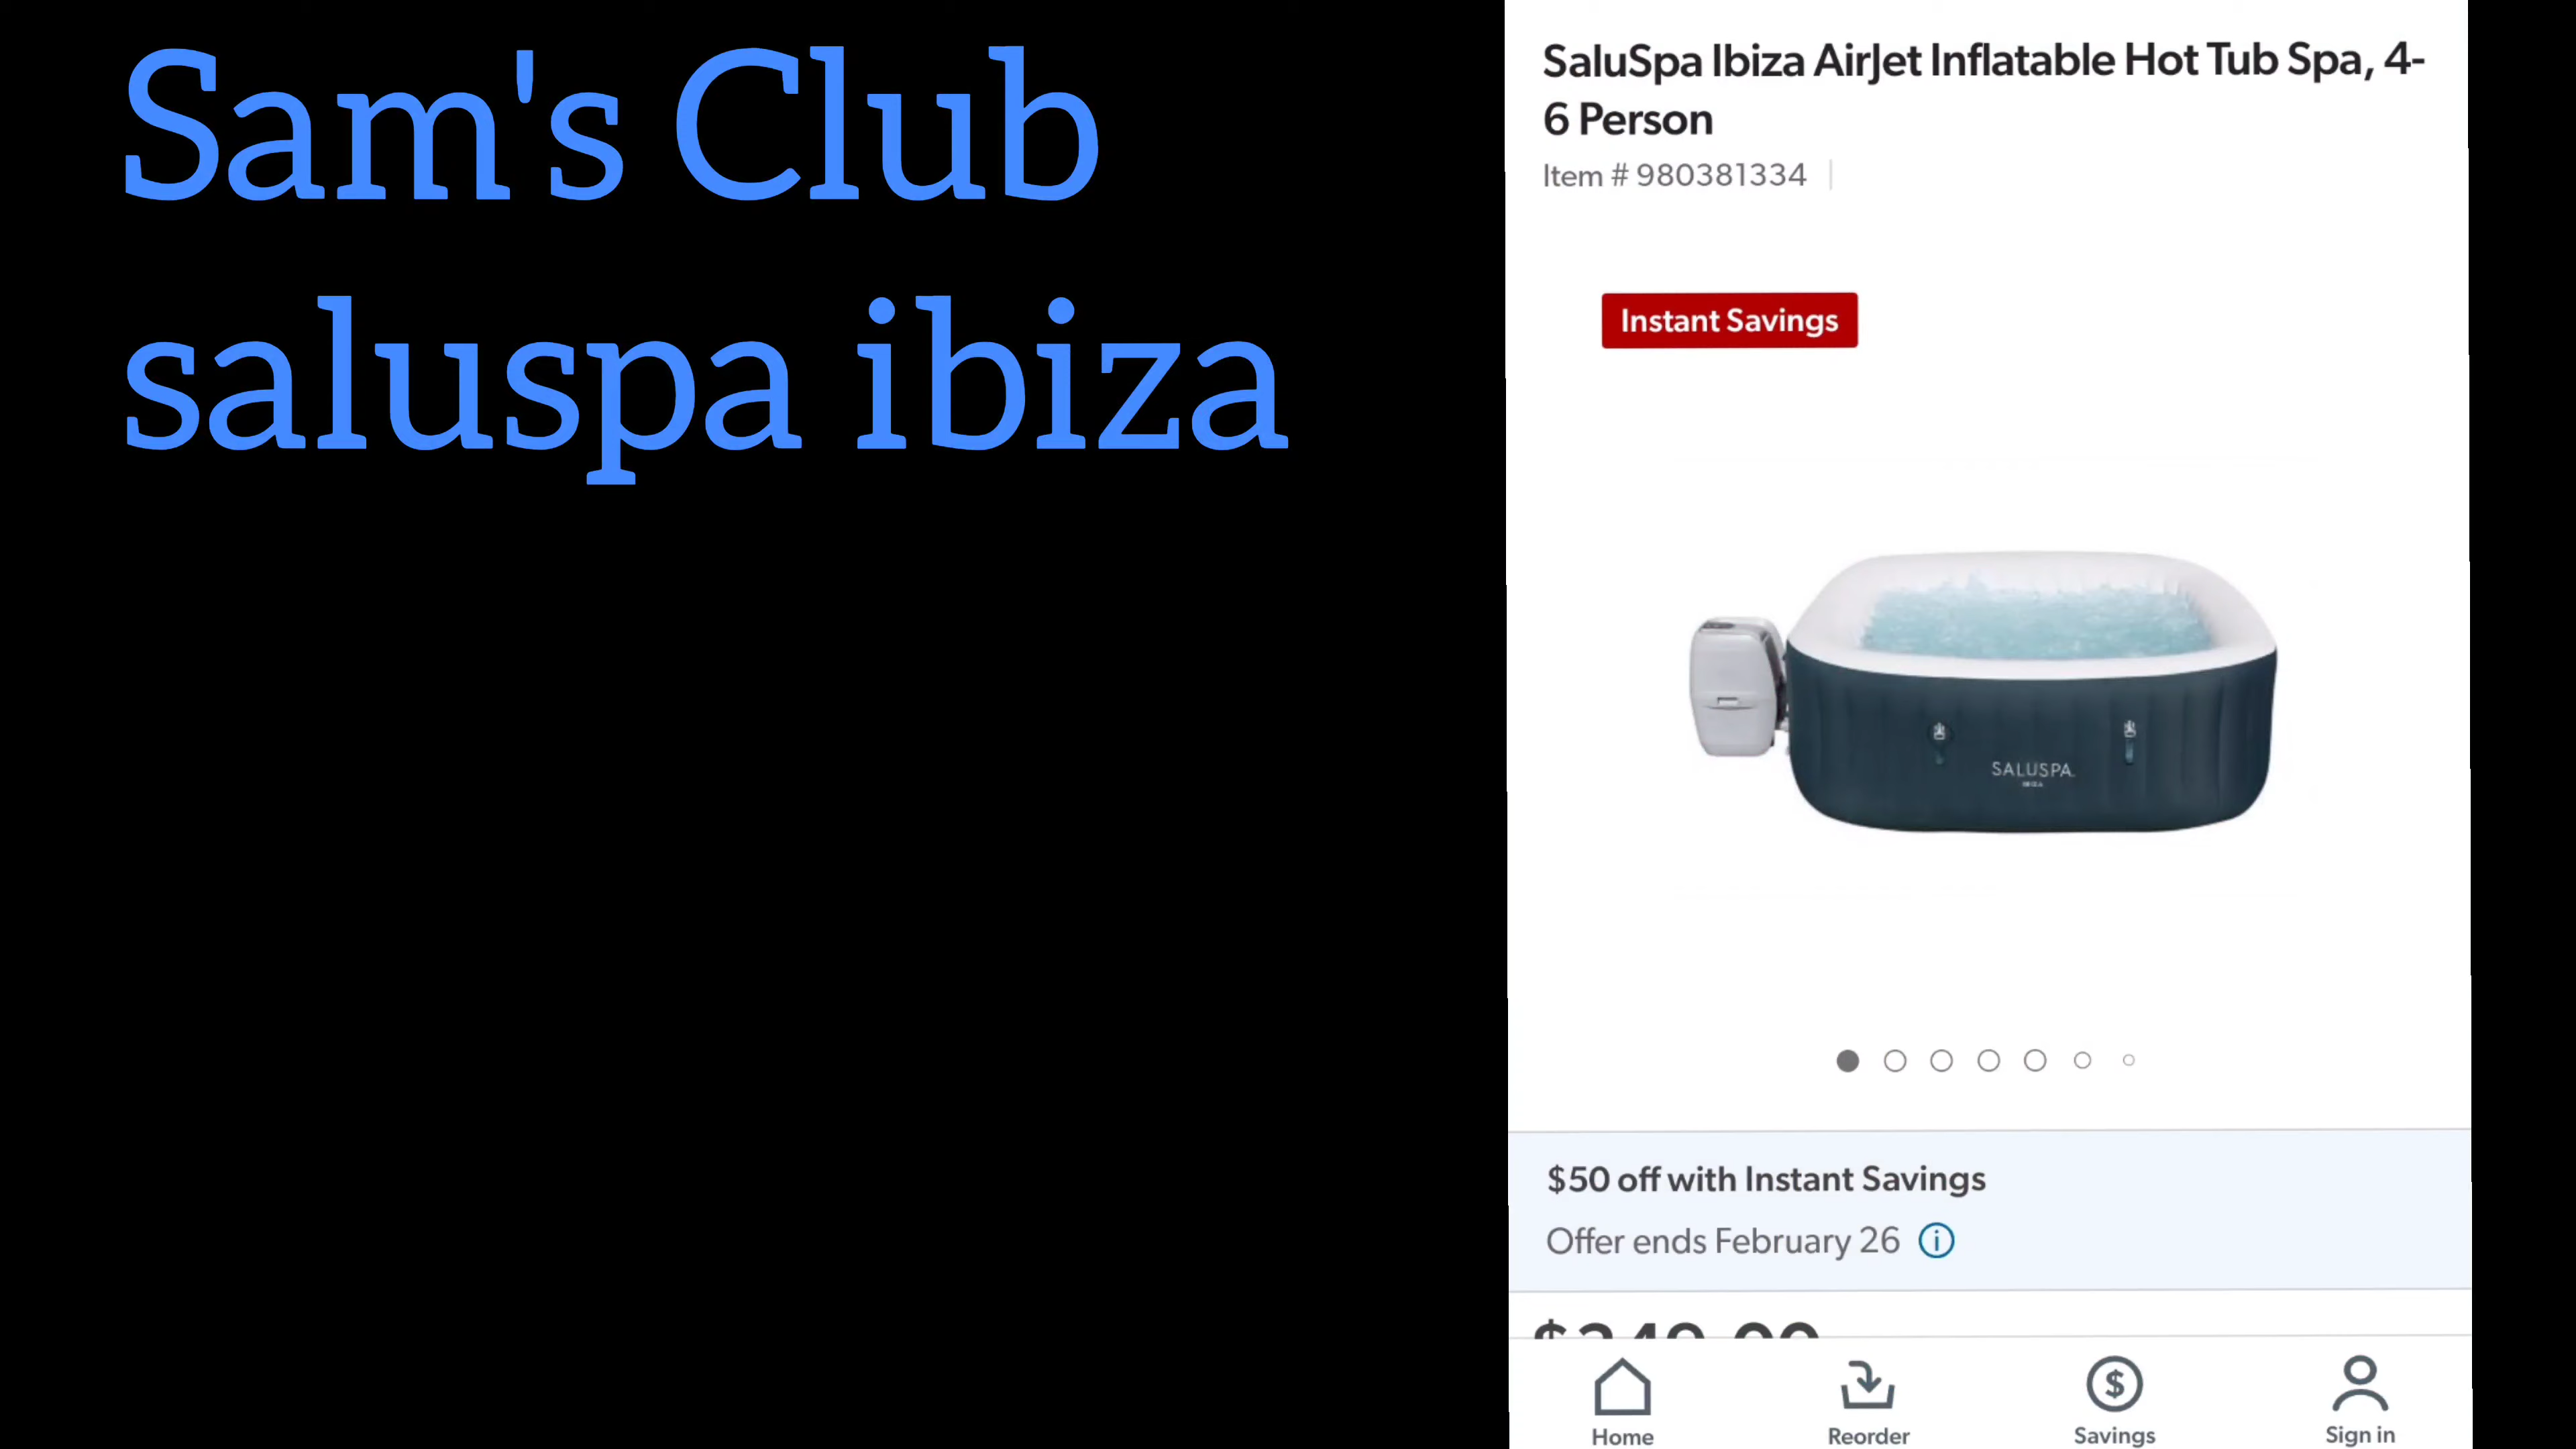 Sam's Club
saluspa ibiza
SaluSpa Ibiza AirJet Inflatable Hot Tub Spa, 4-
6 Person
Item # 980381334
Instant Savings
SALUSPA
$50 off with Instant Savings
Offer ends February 26
Home Reorder Savings Sign in